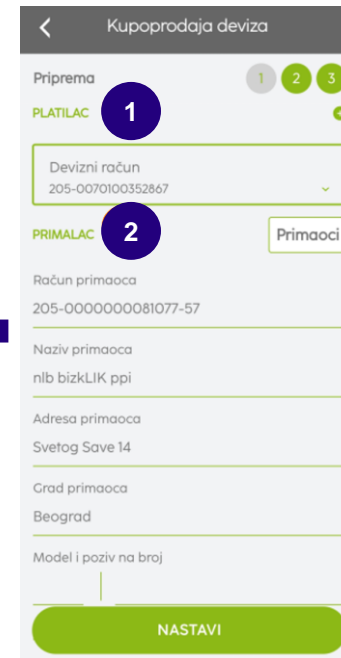 Kupoprodaja deviza
Priprema 1 2 3
PLATILAC 1
Devizni račun
205-0070100352867
PRIMALAC 2 Primaoci
Račun primaoca
205-0000000081077-57
Naziv primaoca
nlb bizkLIK ppi
Adresa primaoca
Svetog Save 14
Grad primaoca
Beograd
Model i poziv na broj
NASTAVI